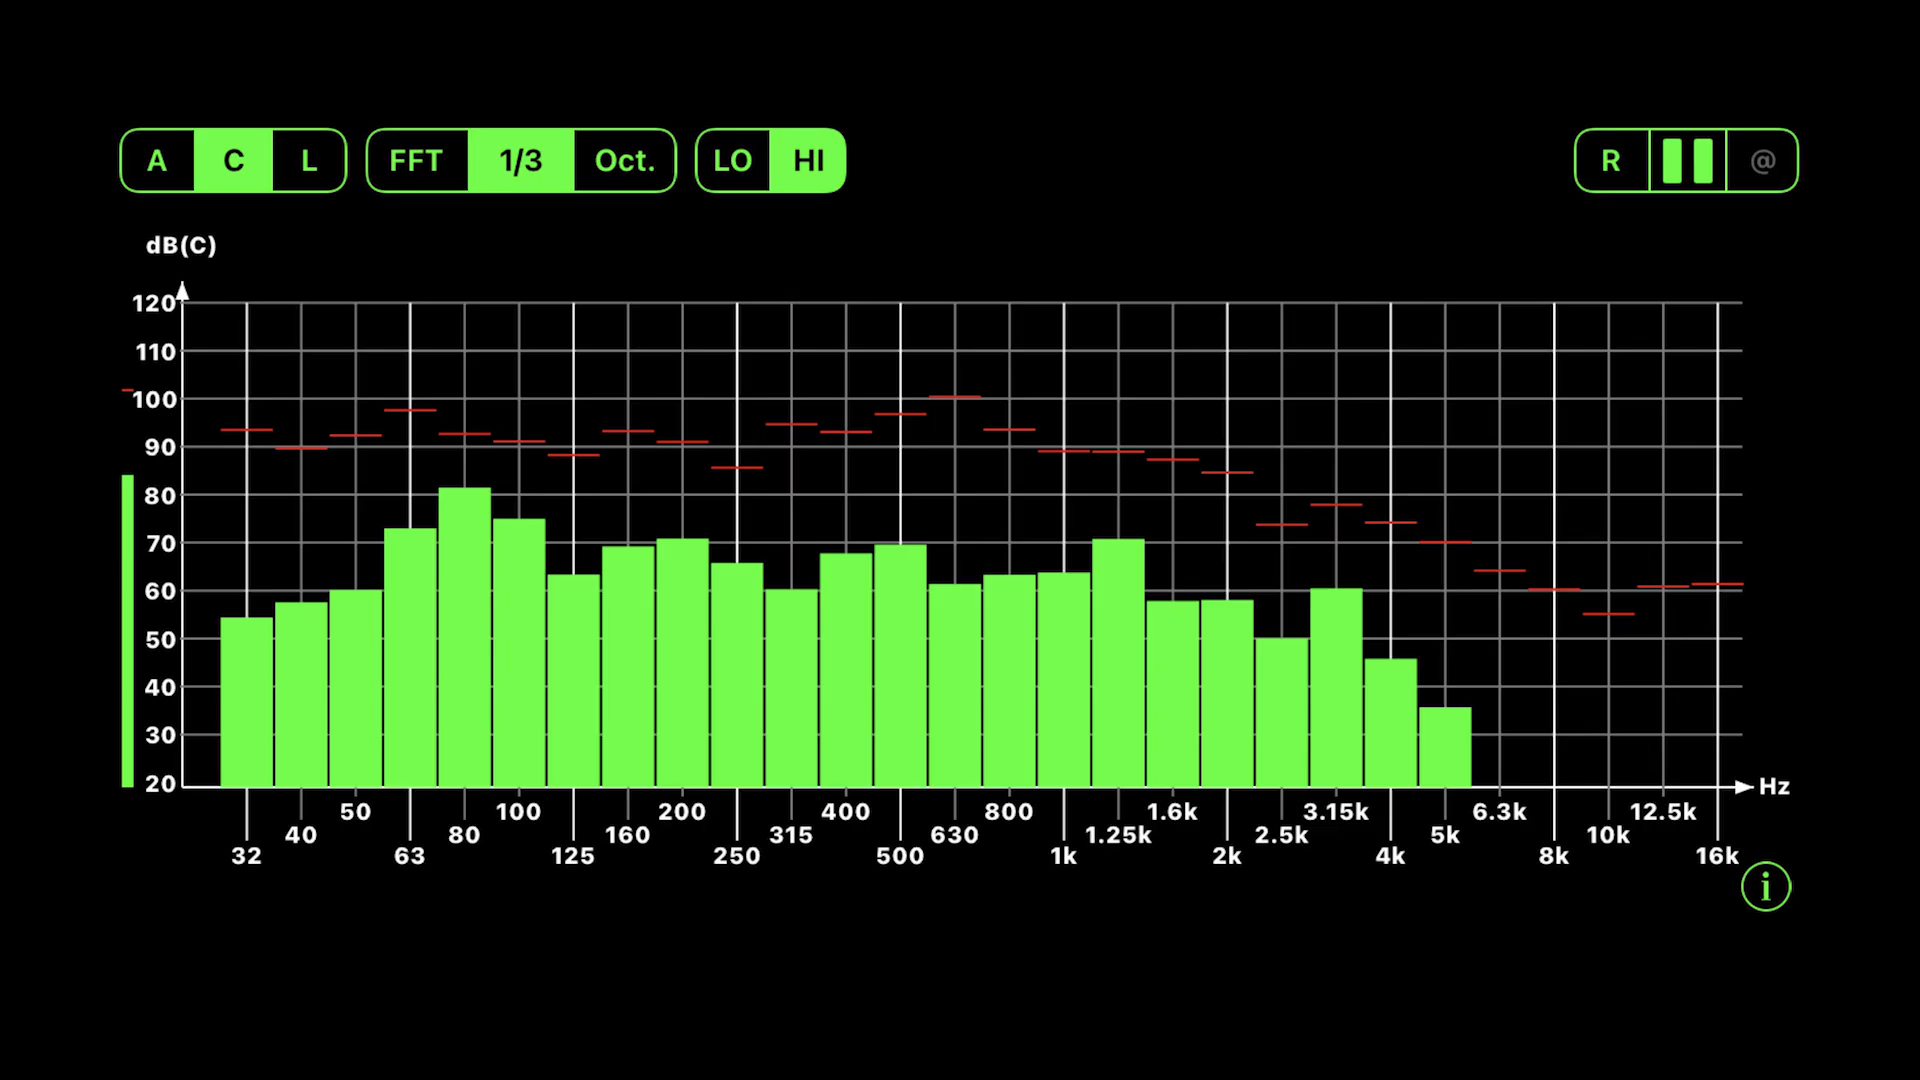 A C L FFT 1/3 Oct. LO HI R @
dB(C)
120
110
100
90
80
70
60
50
40
30
20
Hz
50 100 200 400 800 1.6k 3.15k 6.3k 12.5k
40 80 160 315 630 1.25k 2.5k 5k 10k
32 63 125 250 500 1k 2k 4k 8k 16k
i